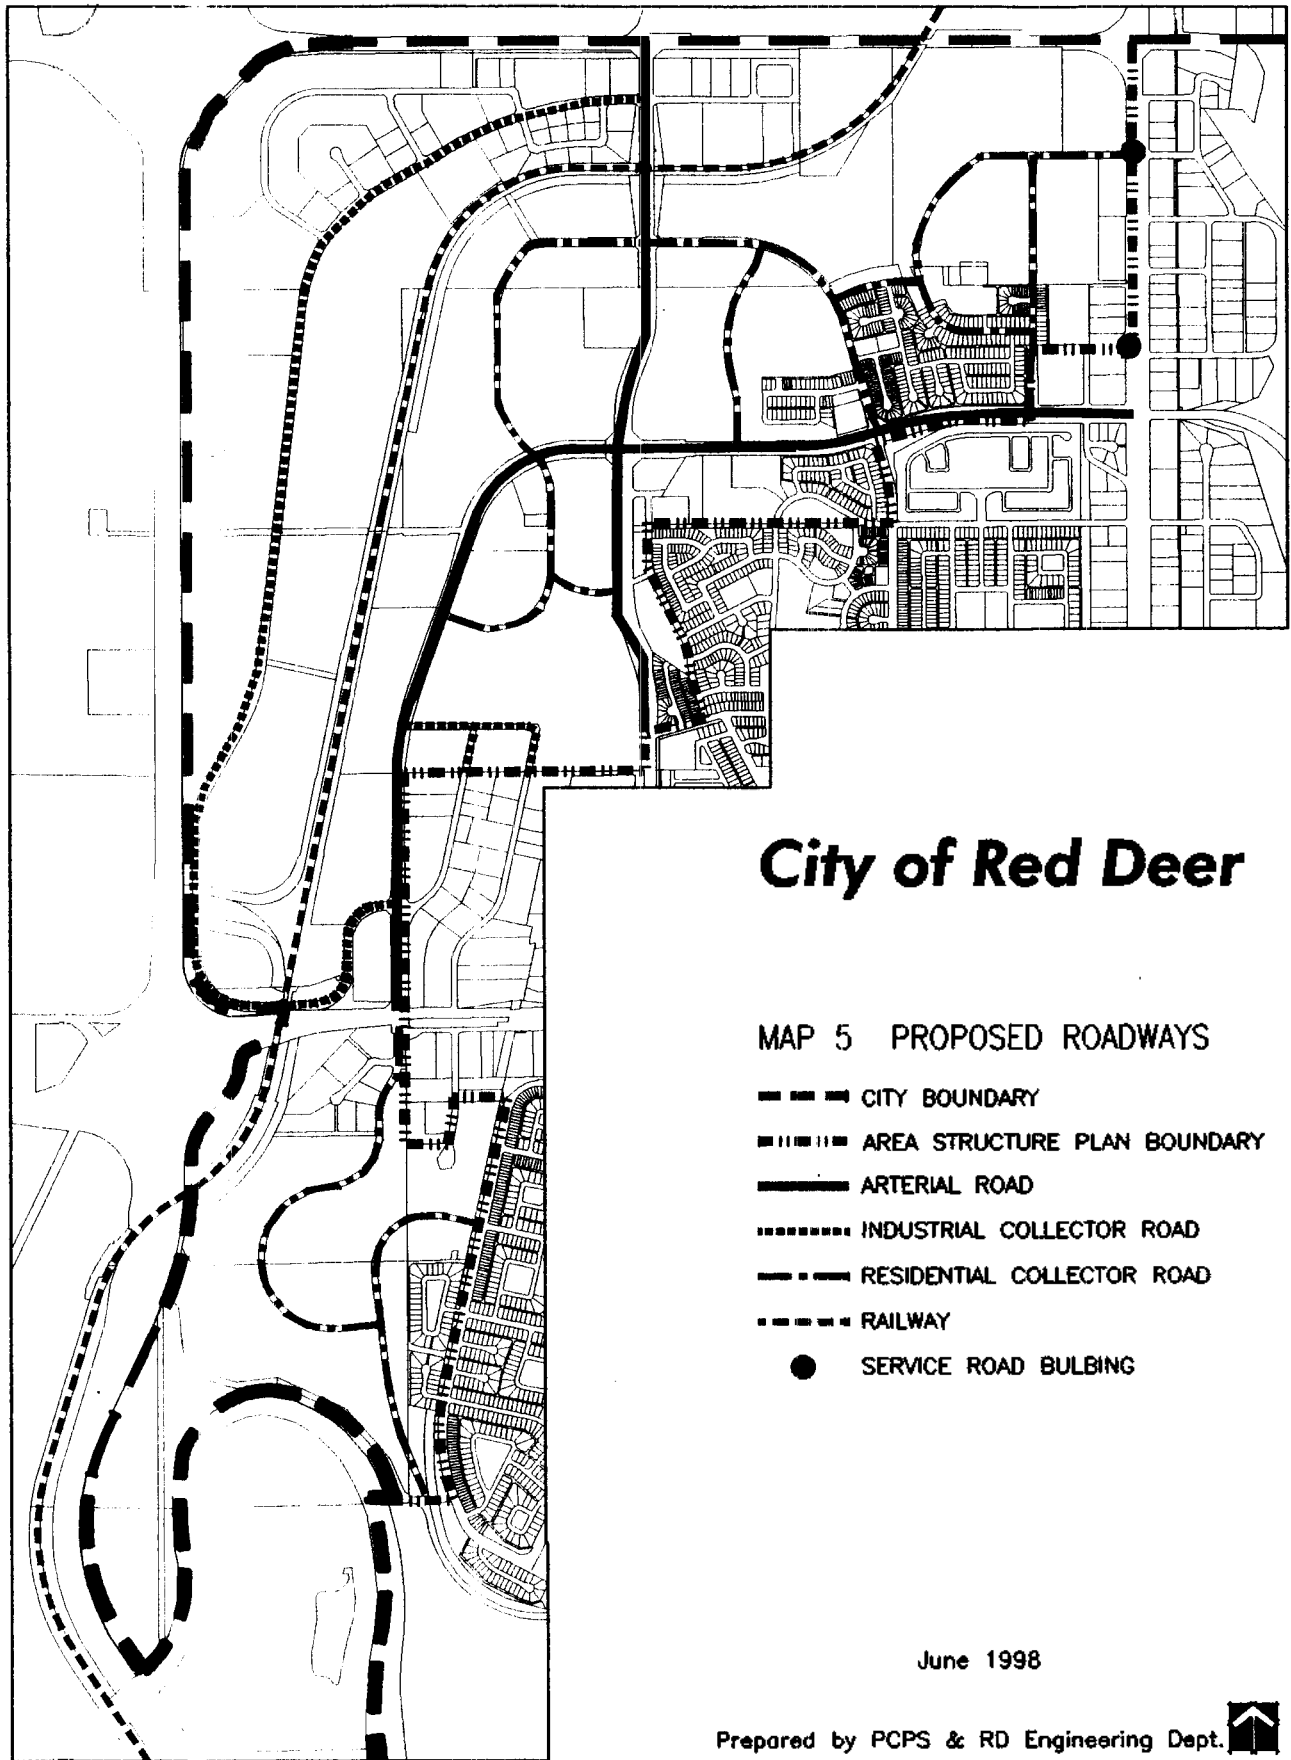 City of Red Deer
MAP 5 PROPOSED ROADWAYS
CITY BOUNDARY
AREA STRUCTURE PLAN BOUNDARY
ARTERIAL ROAD
INDUSTRIAL COLLECTOR ROAD
RESIDENTIAL COLLECTOR ROAD
RAILWAY
SERVICE ROAD BULBING
June 1998
Prepared by PCPS & RD Engineering Dept.